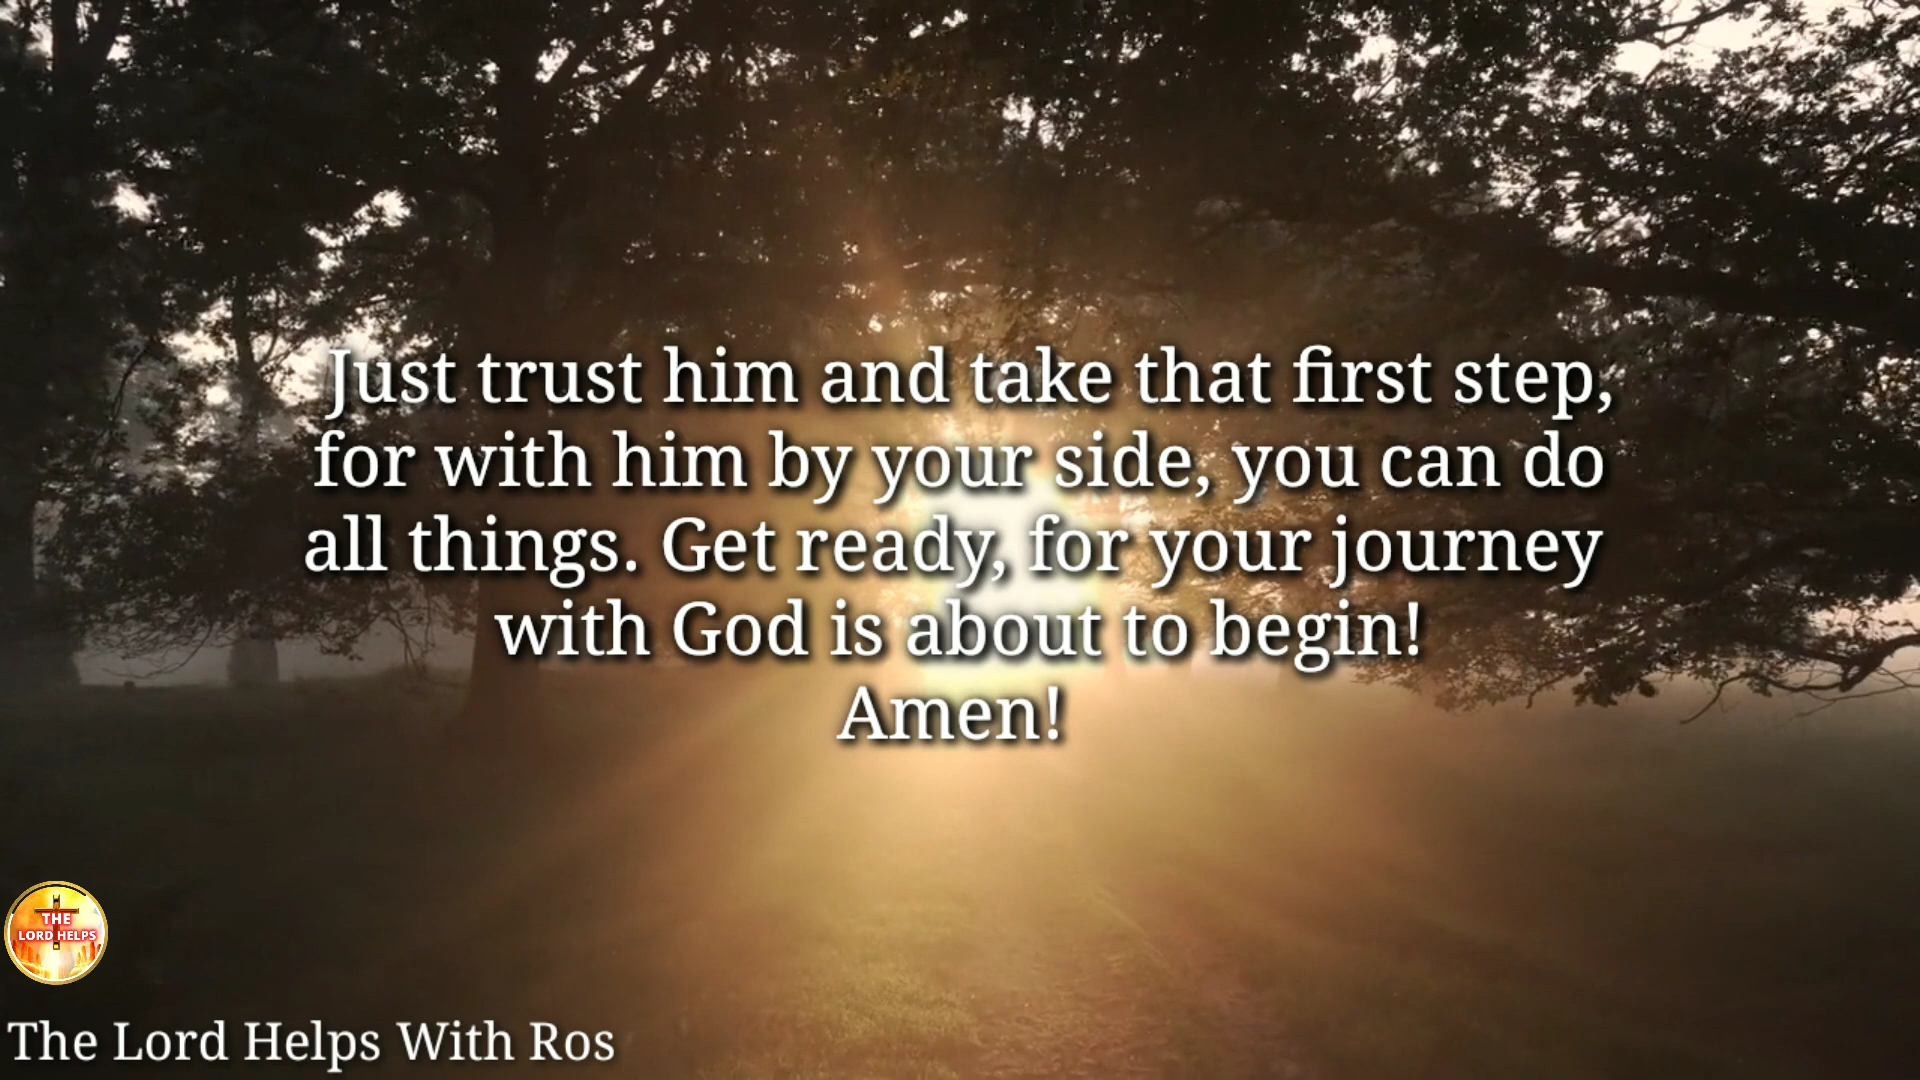 Just trust him and take that first step,
for with him by your side, you can do
all things. Get ready, for your journey
with God is about to begin!
Amen!
THE
LORD HELPS
The Lord Helps With Ros